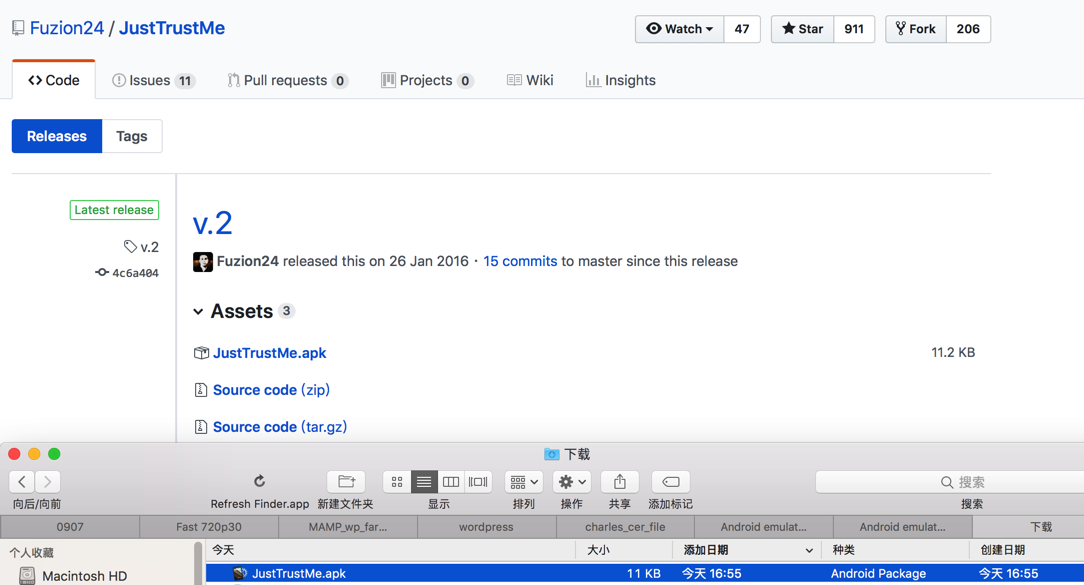 Fuzion24 / JustTrustMe
Watch 47 Star 911 Fork 206
Code Issues 11 Pull requests 0 Projects 0 Wiki Insights
Releases Tags
Latest release
v.2
4c6a404
v.2
Fuzion24 released this on 26 Jan 2016 · 15 commits to master since this release
Assets 3
JustTrustMe.apk 11.2 KB
Source code (zip)
Source code (tar.gz)
下载
搜索
向后/向前 Refresh Finder.app 新建文件夹 显示 排列 操作 共享 添加标记 搜索
0907 Fast 720p30 MAMP_wp_far... wordpress charles_cer_file Android emulat... Android emulat... 下载
个人收藏 今天 大小 添加日期 种类 创建日期
Macintosh HD JustTrustMe.apk 11 KB 今天 16:55 Android Package 今天 16:55